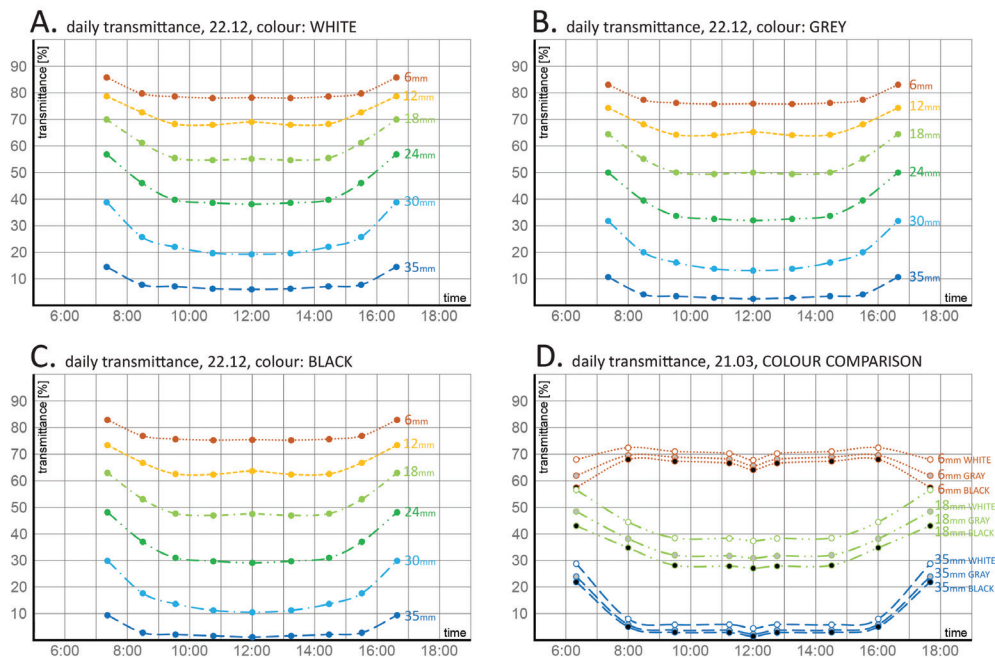 A. daily transmittance, 22.12, colour: WHITE
transmittance [%]
90
80
70
60
50
40
30
20
10
6mm
12mm
18mm
24mm
30mm
35mm
time
6:00 8:00 10:00 12:00 14:00 16:00 18:00
B. daily transmittance, 22.12, colour: GREY
transmittance [%]
90
80
70
60
50
40
30
20
10
6mm
12mm
18mm
24mm
30mm
35mm
time
6:00 8:00 10:00 12:00 14:00 16:00 18:00
C. daily transmittance, 22.12, colour: BLACK
transmittance [%]
90
80
70
60
50
40
30
20
10
6mm
12mm
18mm
24mm
30mm
35mm
time
6:00 8:00 10:00 12:00 14:00 16:00 18:00
D. daily transmittance, 21.03, COLOUR COMPARISON
transmittance [%]
90
80
70
60
50
40
30
20
10
6mm WHITE
6mm GRAY
6mm BLACK
18mm WHITE
18mm GRAY
18mm BLACK
35mm WHITE
35mm GRAY
35mm BLACK
time
6:00 8:00 10:00 12:00 14:00 16:00 18:00